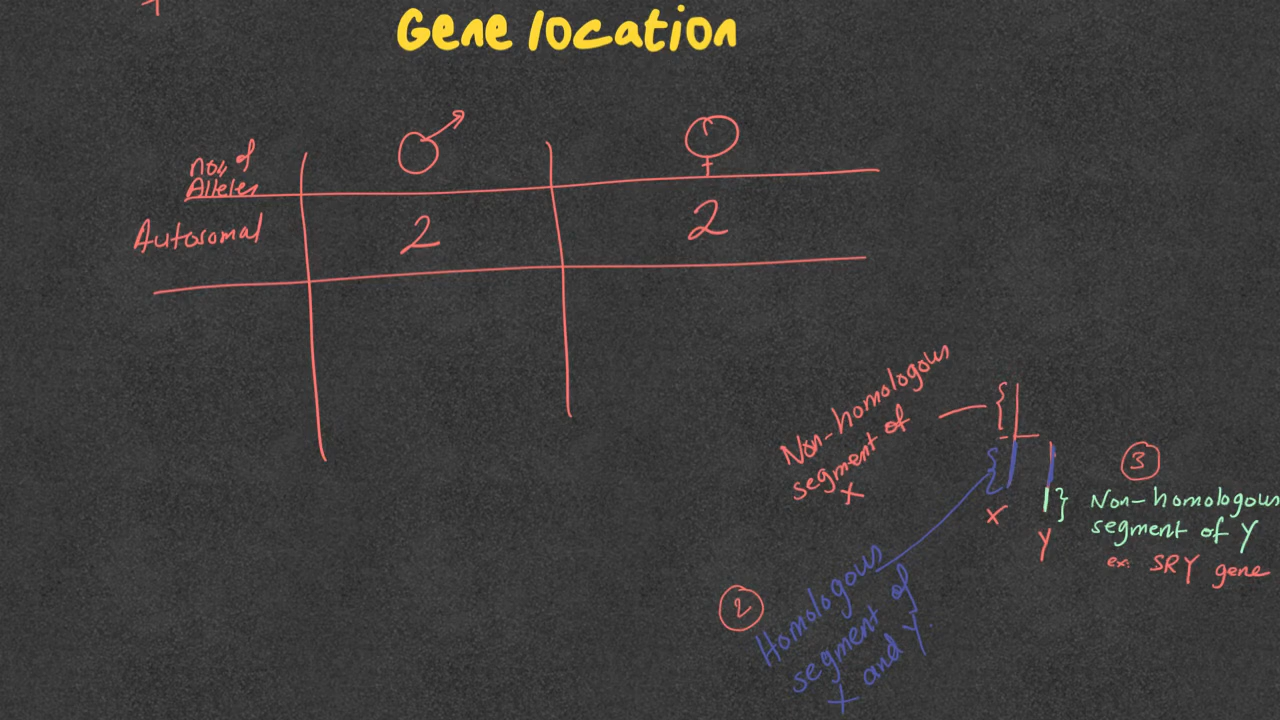 Gene location
no. of
Alleles
Autosomal 2 2
Non-homologous
segment of
X
X
Y
3
Non-homologous
segment of Y
ex: SRY gene
2
Homologous
segment of
X and Y.